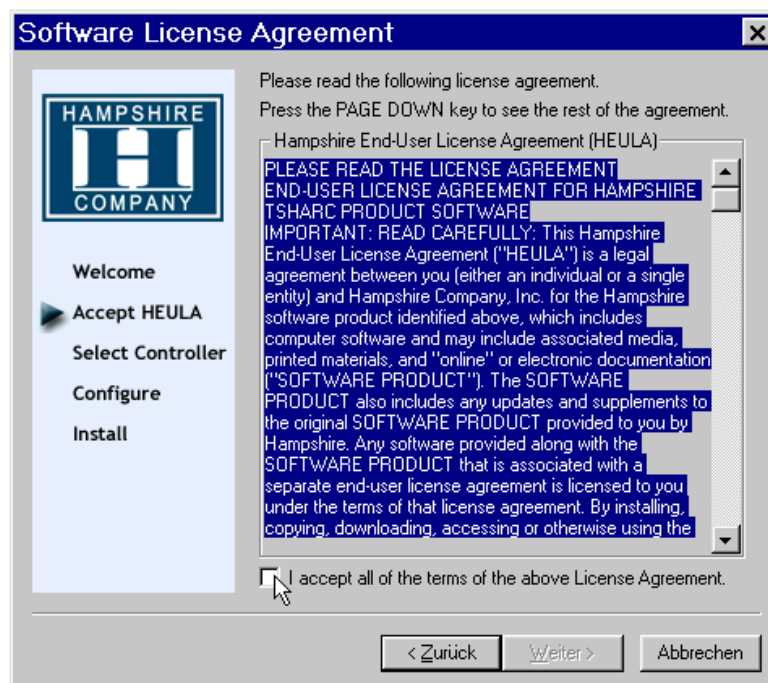 Software License Agreement
HAMPSHIRE
COMPANY
Welcome
Accept HEULA
Select Controller
Configure
Install
Please read the following license agreement.
Press the PAGE DOWN key to see the rest of the agreement.
Hampshire End-User License Agreement (HEULA)
PLEASE READ THE LICENSE AGREEMENT
END-USER LICENSE AGREEMENT FOR HAMPSHIRE
TSHARC PRODUCT SOFTWARE
IMPORTANT: READ CAREFULLY: This Hampshire
End-User License Agreement ("HEULA") is a legal
agreement between you (either an individual or a single
entity) and Hampshire Company, Inc. for the Hampshire
software product identified above, which includes
computer software and may include associated media,
printed materials, and "online" or electronic documentation
("SOFTWARE PRODUCT"). The SOFTWARE
PRODUCT also includes any updates and supplements to
the original SOFTWARE PRODUCT provided to you by
Hampshire. Any software provided along with the
SOFTWARE PRODUCT that is associated with a
separate end-user license agreement is licensed to you
under the terms of that license agreement. By installing,
copying, downloading, accessing or otherwise using the
I accept all of the terms of the above License Agreement.
< Zurück
Weiter >
Abbrechen